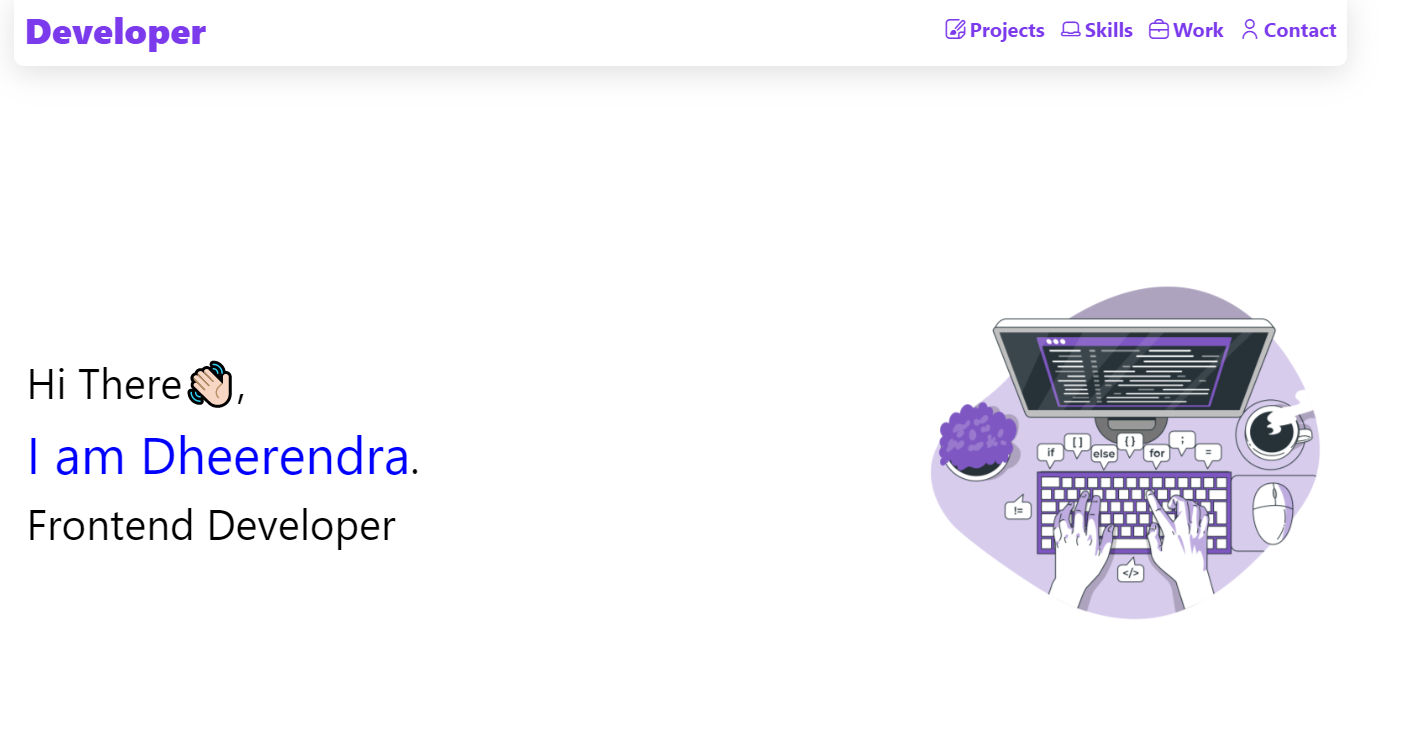 Developer
Projects Skills Work Contact
Hi There👋🏻,
I am Dheerendra.
Frontend Developer
if [ ] else { } for ; =
!=
</>